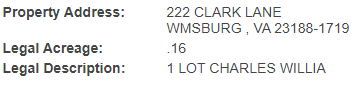 Property Address: 222 CLARK LANE
WMSBURG , VA 23188-1719
Legal Acreage: .16
Legal Description: 1 LOT CHARLES WILLIA